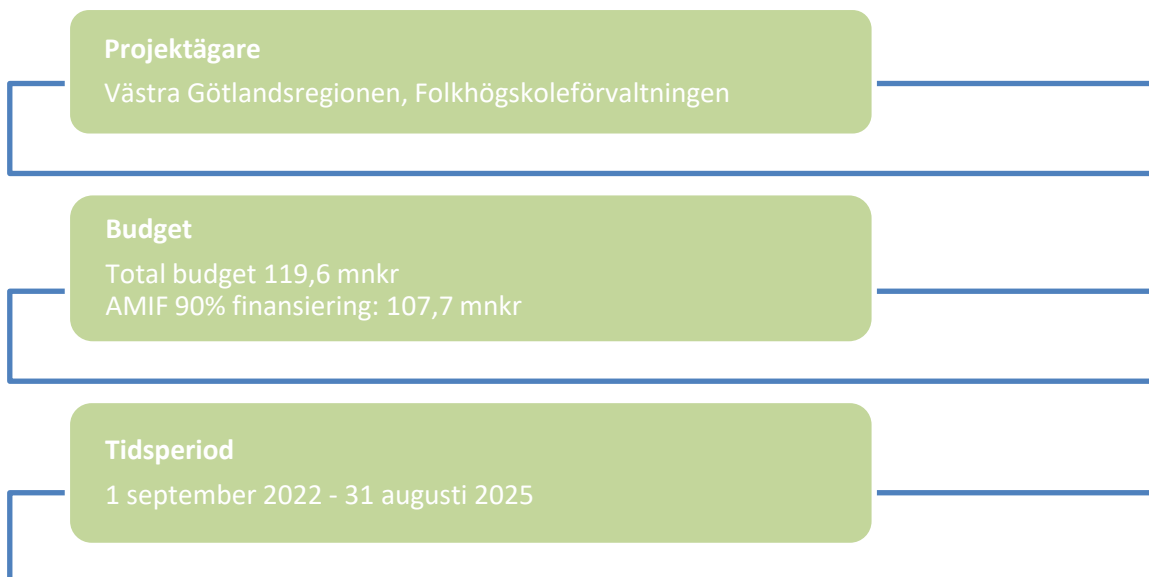 Projektägare
Västra Götlandsregionen, Folkhögskoleförvaltningen
Budget
Total budget 119,6 mnkr
AMIF 90% finansiering: 107,7 mnkr
Tidsperiod
1 september 2022 - 31 augusti 2025